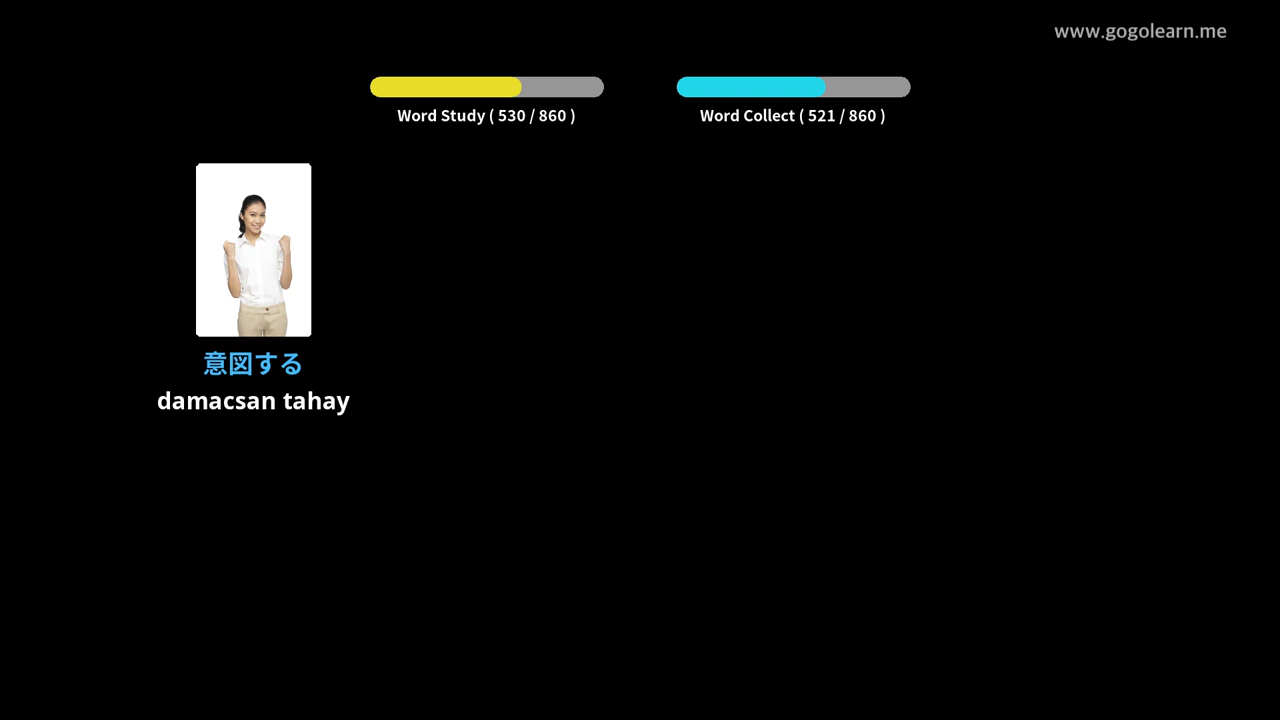 www.gogolearn.me
Word Study ( 530 / 860 )
Word Collect ( 521 / 860 )
意図する
damacsan tahay